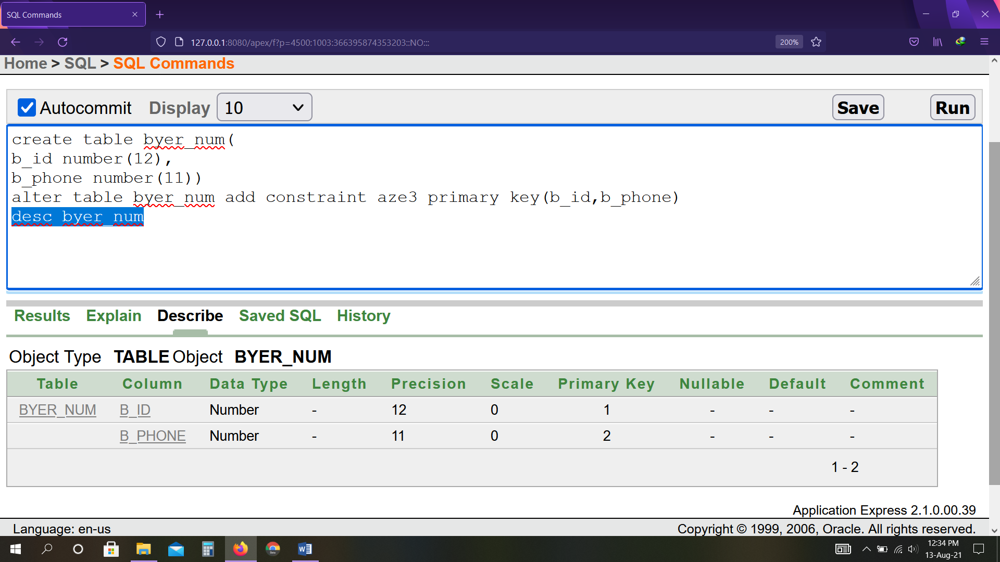 SQL Commands
127.0.0.1:8080/apex/f?p=4500:1003:366395874353203::NO:::
200%
Home > SQL > SQL Commands
Autocommit Display 10 Save Run
create table byer_num(
b_id number(12),
b_phone number(11))
alter table byer_num add constraint aze3 primary key(b_id,b_phone)
desc byer_num
Results Explain Describe Saved SQL History
Object Type TABLE Object BYER_NUM
Table Column Data Type Length Precision Scale Primary Key Nullable Default Comment
BYER_NUM B_ID Number - 12 0 1 - - -
B_PHONE Number - 11 0 2 - - -
1 - 2
Application Express 2.1.0.00.39
Language: en-us Copyright © 1999, 2006, Oracle. All rights reserved.
12:34 PM
13-Aug-21